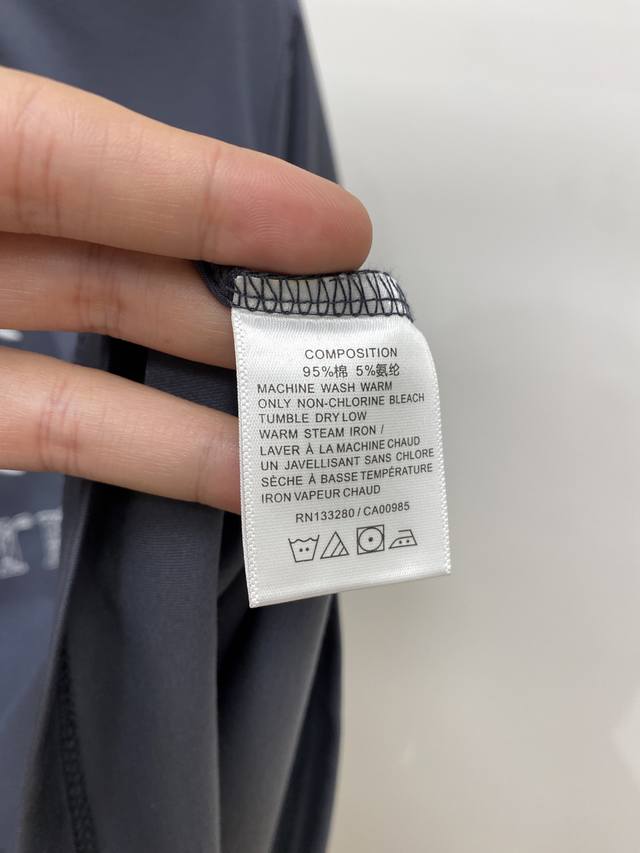 COMPOSITION
95%棉 5%氨纶
MACHINE WASH WARM
ONLY NON-CHLORINE BLEACH
TUMBLE DRY LOW
WARM STEAM IRON /
LAVER À LA MACHINE CHAUD
UN JAVELLISANT SANS CHLORE
SÈCHE À BASSE TEMPÉRATURE
IRON VAPEUR CHAUD
RN133280 / CA00985